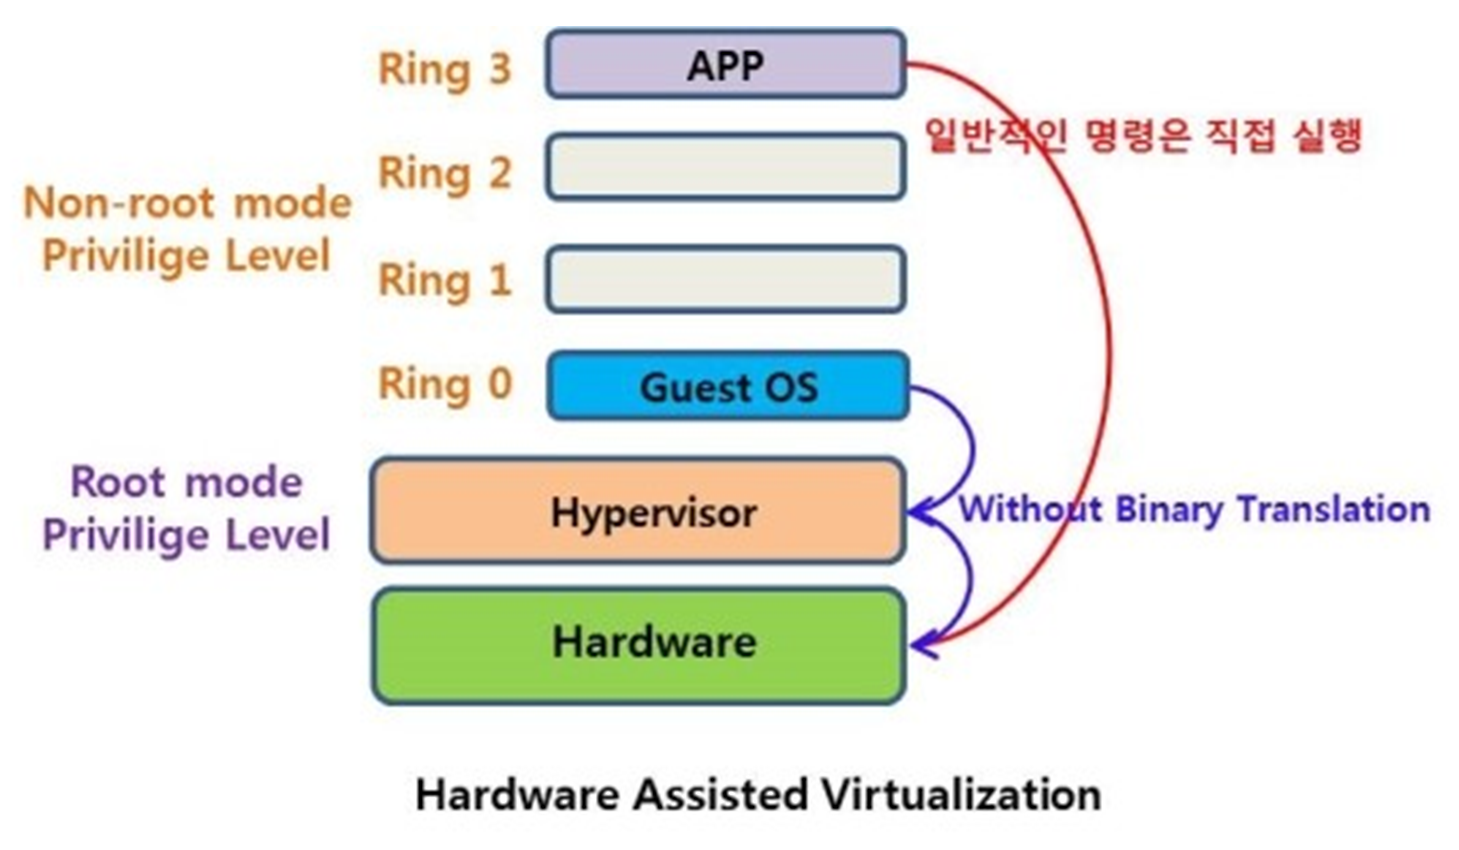 Ring 3
APP
일반적인 명령은 직접 실행
Ring 2
Non-root mode
Privilige Level
Ring 1
Ring 0
Guest OS
Root mode
Privilige Level
Hypervisor
Without Binary Translation
Hardware
Hardware Assisted Virtualization